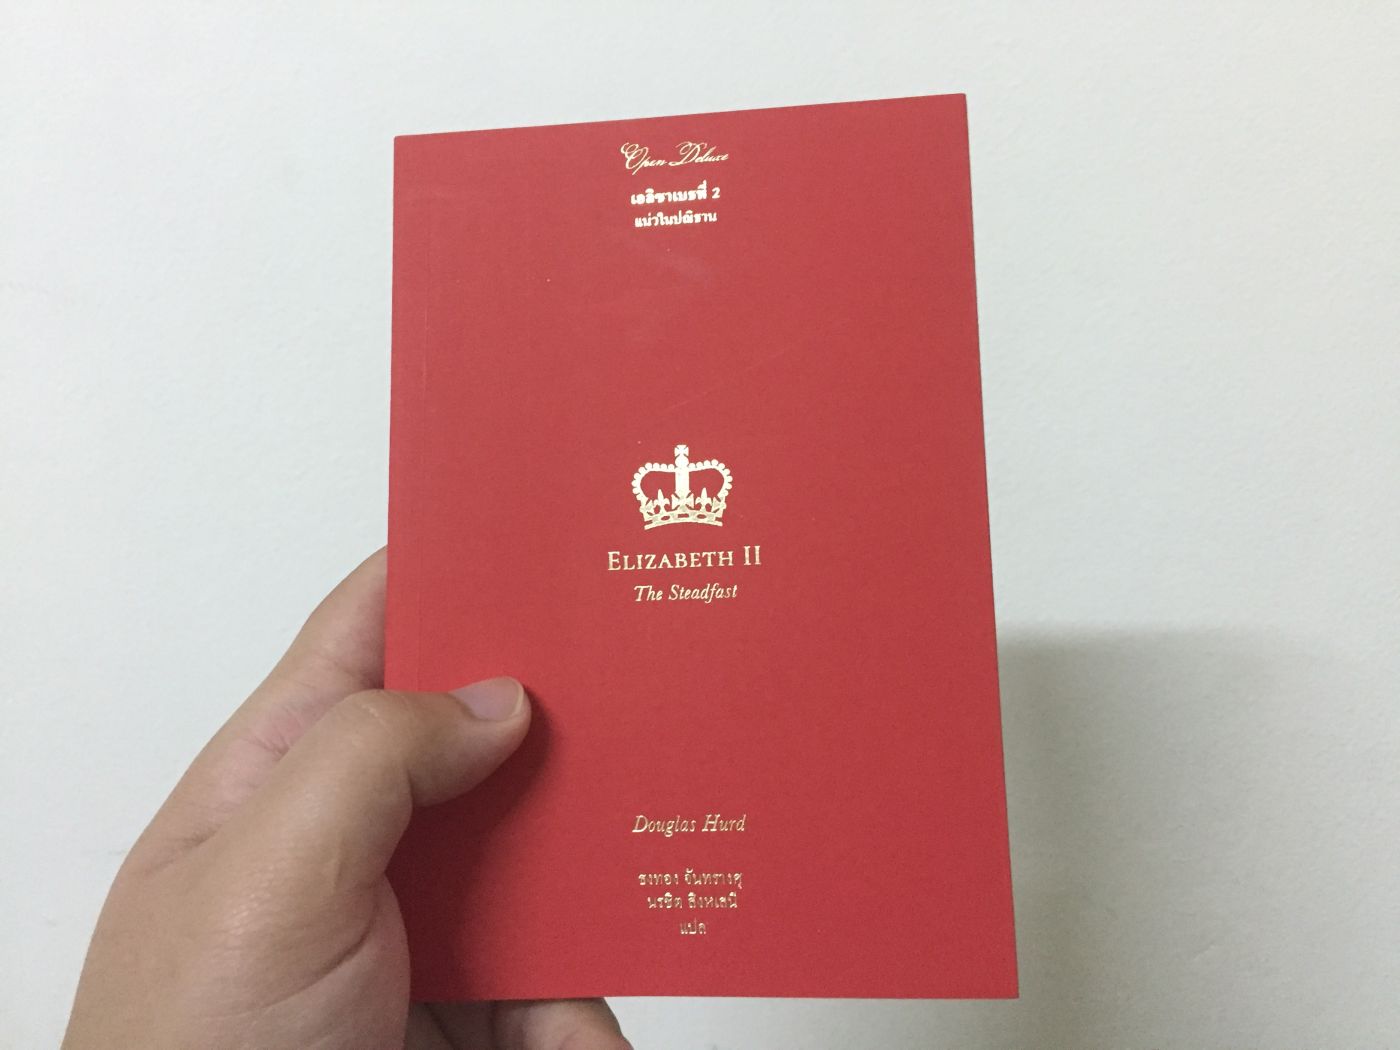 Open Deluxe
เอลิซาเบธที่ 2
แน่วในปณิธาน
ELIZABETH II
The Steadfast
Douglas Hurd
ธงทอง จันทรางศุ
นรชิต สิงหเสนี
แปล